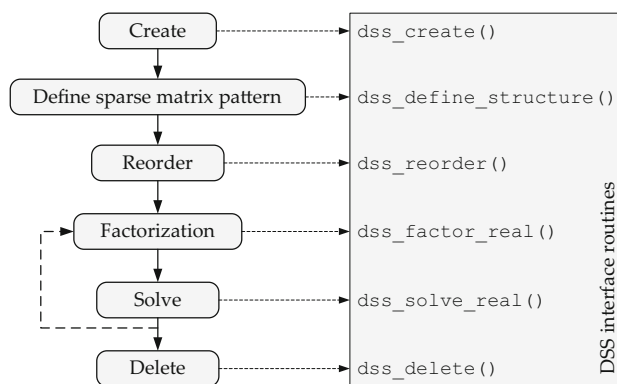 Create
dss_create()
Define sparse matrix pattern
dss_define_structure()
Reorder
dss_reorder()
Factorization
dss_factor_real()
Solve
dss_solve_real()
Delete
dss_delete()
DSS interface routines